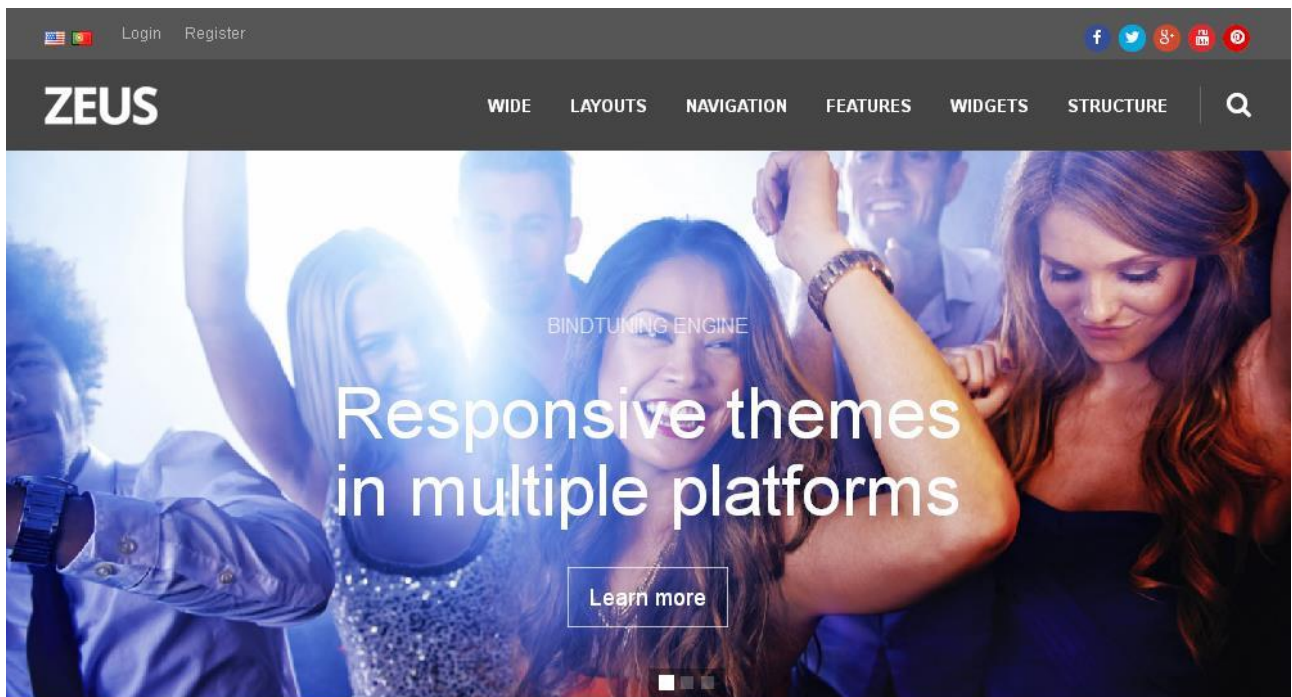 Login Register
ZEUS
WIDE LAYOUTS NAVIGATION FEATURES WIDGETS STRUCTURE
BINDTUNING ENGINE
Responsive themes
in multiple platforms
Learn more